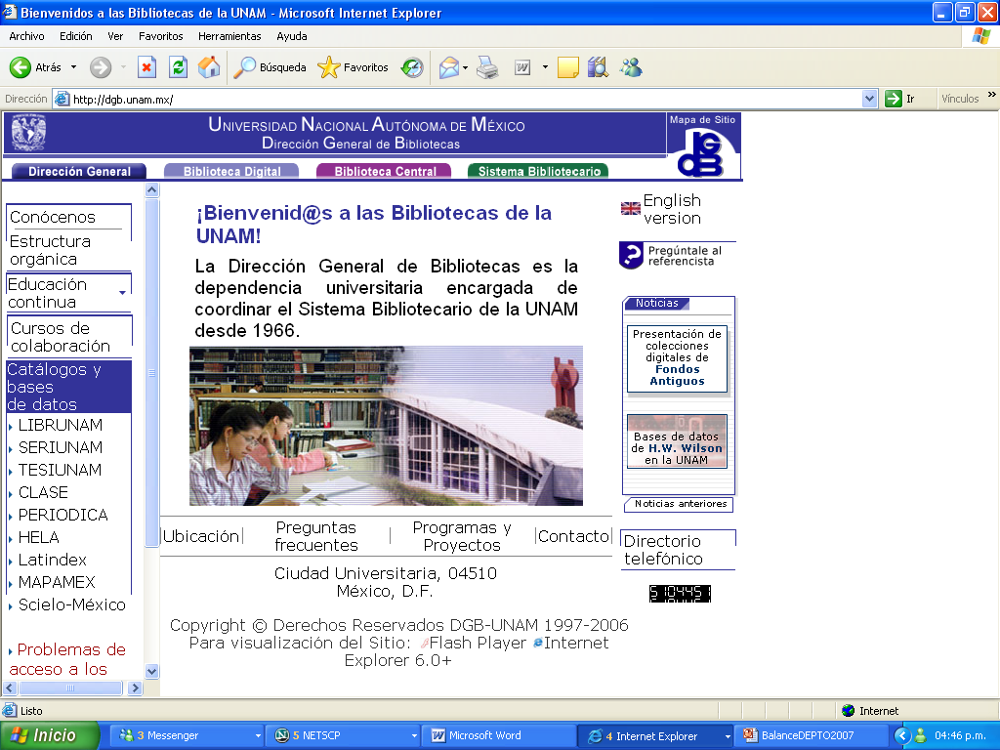 Bienvenidos a las Bibliotecas de la UNAM - Microsoft Internet Explorer
Archivo Edición Ver Favoritos Herramientas Ayuda
Atrás Búsqueda Favoritos
Dirección http://dgb.unam.mx/ Ir Vínculos »
UNIVERSIDAD NACIONAL AUTÓNOMA DE MÉXICO
DIRECCIÓN GENERAL DE BIBLIOTECAS
Mapa de Sitio
Dirección General Biblioteca Digital Biblioteca Central Sistema Bibliotecario
Conócenos
Estructura
orgánica
Educación
continua
Cursos de
colaboración
Catálogos y
bases
de datos
LIBRUNAM
SERIUNAM
TESIUNAM
CLASE
PERIODICA
HELA
Latindex
MAPAMEX
Scielo-México
Problemas de
acceso a los
¡Bienvenid@s a las Bibliotecas de la
UNAM!
La Dirección General de Bibliotecas es la
dependencia universitaria encargada de
coordinar el Sistema Bibliotecario de la UNAM
desde 1966.
Ubicación
Preguntas
frecuentes
Programas y
Proyectos
Contacto
Ciudad Universitaria, 04510
México, D.F.
Copyright © Derechos Reservados DGB-UNAM 1997-2006
Para visualización del Sitio: Flash Player Internet
Explorer 6.0+
English
version
Pregúntale al
referencista
Noticias
Presentación de
colecciones
digitales de
Fondos
Antiguos
Bases de datos
de H.W. Wilson
en la UNAM
Noticias anteriores
Directorio
telefónico
5104451
Listo Internet
Inicio 3 Messenger 5 NETSCP Microsoft Word 4 Internet Explorer BalanceDEPTO2007 04:46 p.m.